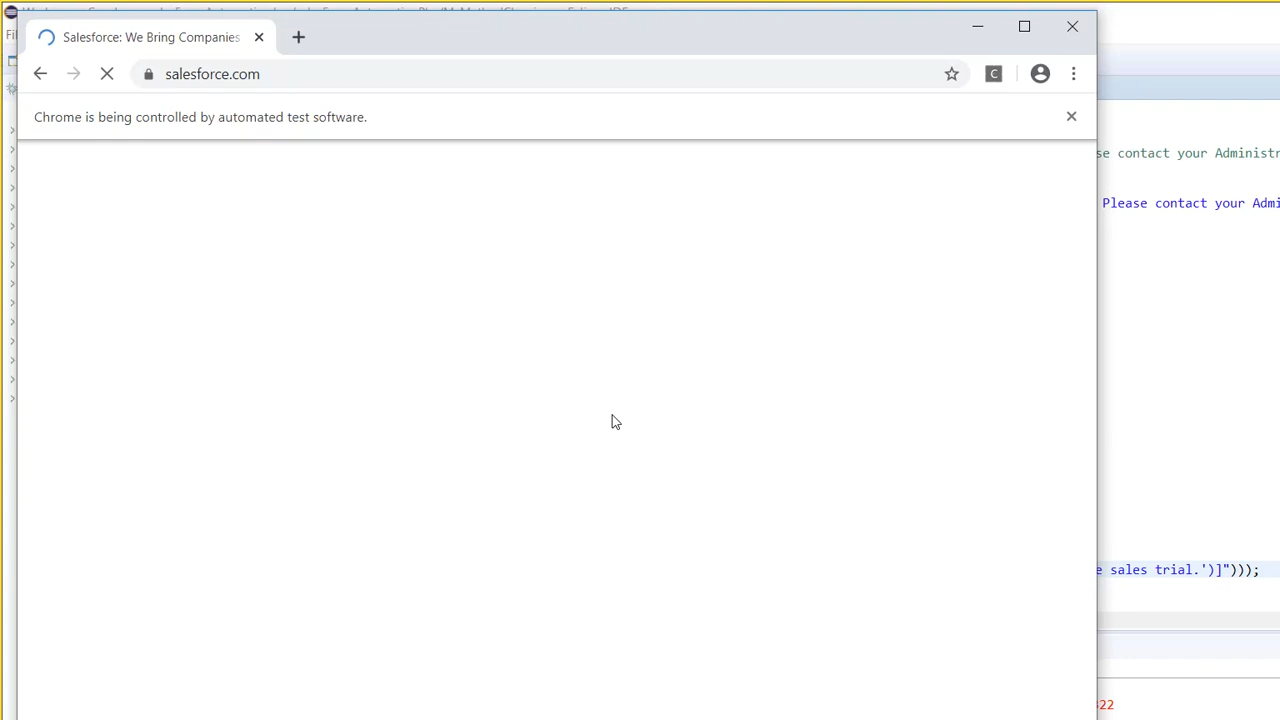 Salesforce: We Bring Companies
salesforce.com
C
Chrome is being controlled by automated test software.
se contact your Administr
Please contact your Admi
e sales trial.')]")));
22